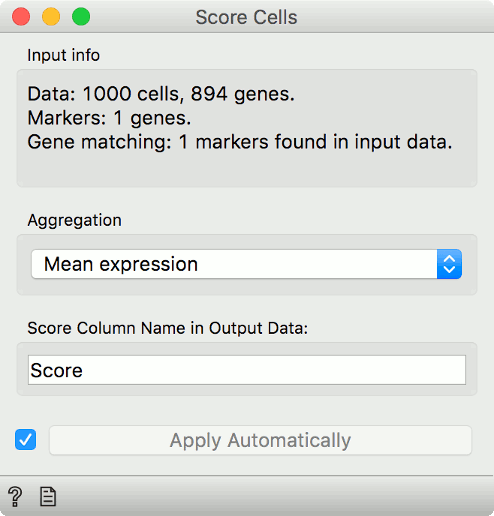 Score Cells
Input info
Data: 1000 cells, 894 genes.
Markers: 1 genes.
Gene matching: 1 markers found in input data.
Aggregation
Mean expression
Score Column Name in Output Data:
Score
Apply Automatically
?